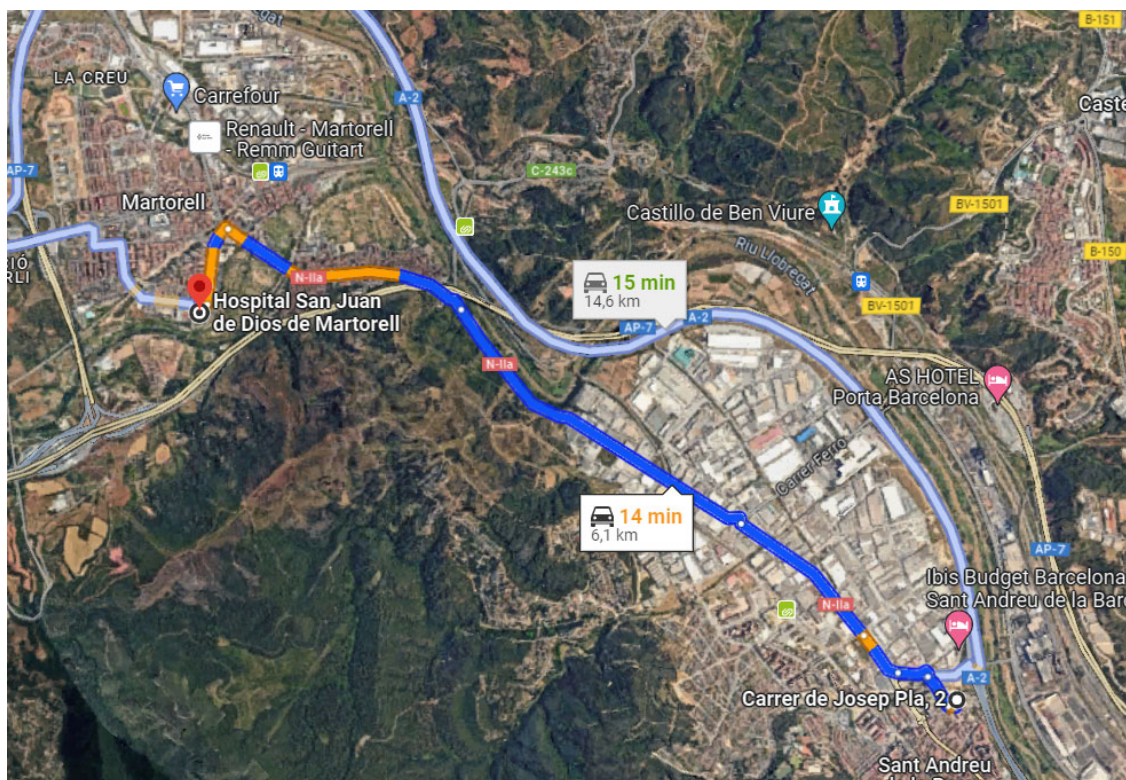 B-151
LA CREU
A-2
Carrefour
Caste
Renault - Martorell
- Remm Guitart
AP-7
C-243c
Martorell
Castillo de Ben Viure
BV-1501
Riu Llobregat
B-150
IÓ
RLI
N-IIa
15 min
14,6 km
BV-1501
Hospital San Juan
de Dios de Martorell
AP-7
A-2
N-IIa
AS HOTEL
Porta Barcelona
Carrer Ferro
14 min
6,1 km
AP-7
Ibis Budget Barcelona
Sant Andreu de la Barc
N-IIa
A-2
Carrer de Josep Pla, 2
Sant Andreu